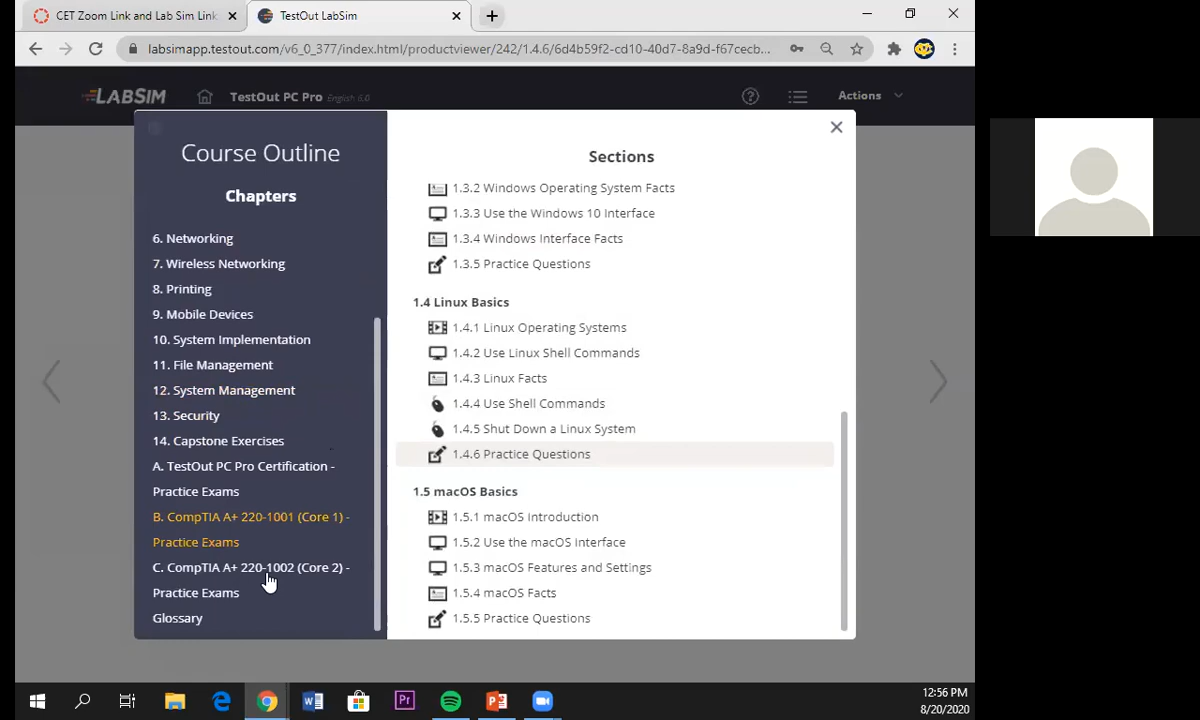 CET Zoom Link and Lab Sim Link
TestOut LabSim
labsimapp.testout.com/v6_0_377/index.html/productviewer/242/1.4.6/6d4b59f2-cd10-40d7-8a9d-f67cecb...
LABSIM
TestOut PC Pro English 6.0
Actions
Course Outline
Chapters
6. Networking
7. Wireless Networking
8. Printing
9. Mobile Devices
10. System Implementation
11. File Management
12. System Management
13. Security
14. Capstone Exercises
A. TestOut PC Pro Certification -
Practice Exams
B. CompTIA A+ 220-1001 (Core 1) -
Practice Exams
C. CompTIA A+ 220-1002 (Core 2) -
Practice Exams
Glossary
Sections
1.3.2 Windows Operating System Facts
1.3.3 Use the Windows 10 Interface
1.3.4 Windows Interface Facts
1.3.5 Practice Questions
1.4 Linux Basics
1.4.1 Linux Operating Systems
1.4.2 Use Linux Shell Commands
1.4.3 Linux Facts
1.4.4 Use Shell Commands
1.4.5 Shut Down a Linux System
1.4.6 Practice Questions
1.5 macOS Basics
1.5.1 macOS Introduction
1.5.2 Use the macOS Interface
1.5.3 macOS Features and Settings
1.5.4 macOS Facts
1.5.5 Practice Questions
12:56 PM
8/20/2020